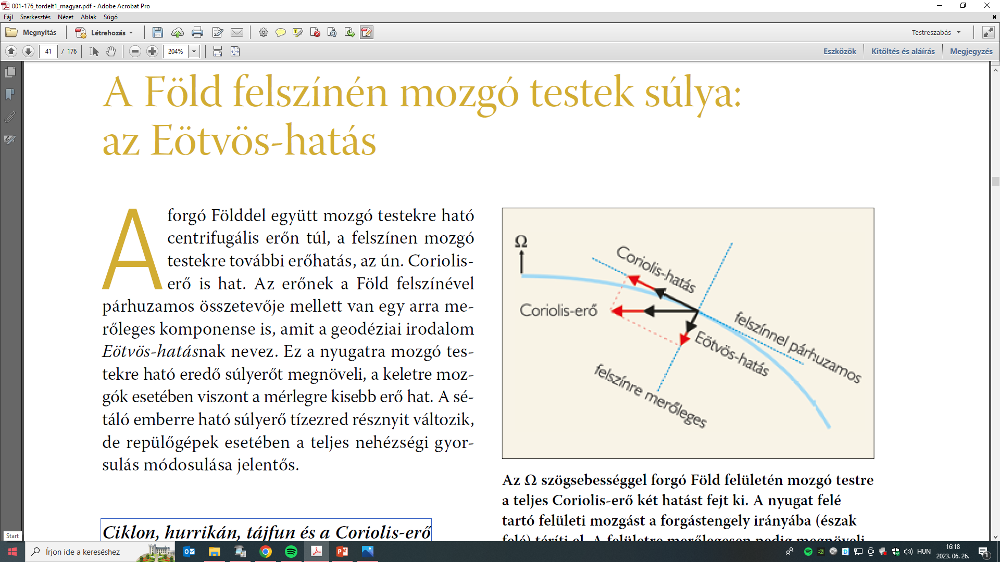 001-176_tordelt1_magyar.pdf - Adobe Acrobat Pro
Fájl Szerkesztés Nézet Ablak Súgó
Megnyitás Létrehozás Testreszabás
41 / 176 204% Eszközök Kitöltés és aláírás Megjegyzés
A Föld felszínén mozgó testek súlya:
az Eötvös-hatás
A forgó Földdel együtt mozgó testekre ható
centrifugális erőn túl, a felszínen mozgó
testekre további erőhatás, az ún. Coriolis-
erő is hat. Az erőnek a Föld felszínével
párhuzamos összetevője mellett van egy arra me-
rőleges komponense is, amit a geodéziai irodalom
Eötvös-hatásnak nevez. Ez a nyugatra mozgó tes-
tekre ható eredő súlyerőt megnöveli, a keletre moz-
gók esetében viszont a mérlegre kisebb erő hat. A sé-
táló emberre ható súlyerő tízezred résznyit változik,
de repülőgépek esetében a teljes nehézségi gyor-
sulás módosulása jelentős.
Ciklon, hurrikán, tájfun és a Coriolis-erő
Ω
Coriolis-hatás
Coriolis-erő
felszínnel párhuzamos
Eötvös-hatás
felszínre merőleges
Az Ω szögsebességgel forgó Föld felületén mozgó testre
a teljes Coriolis-erő két hatást fejt ki. A nyugat felé
tartó felületi mozgást a forgástengely irányába (észak
felé) téríti el. A felületre merőlegesen pedig megnöveli
Start
Írjon ide a kereséshez
HUN
16:18
2023. 06. 26.
1